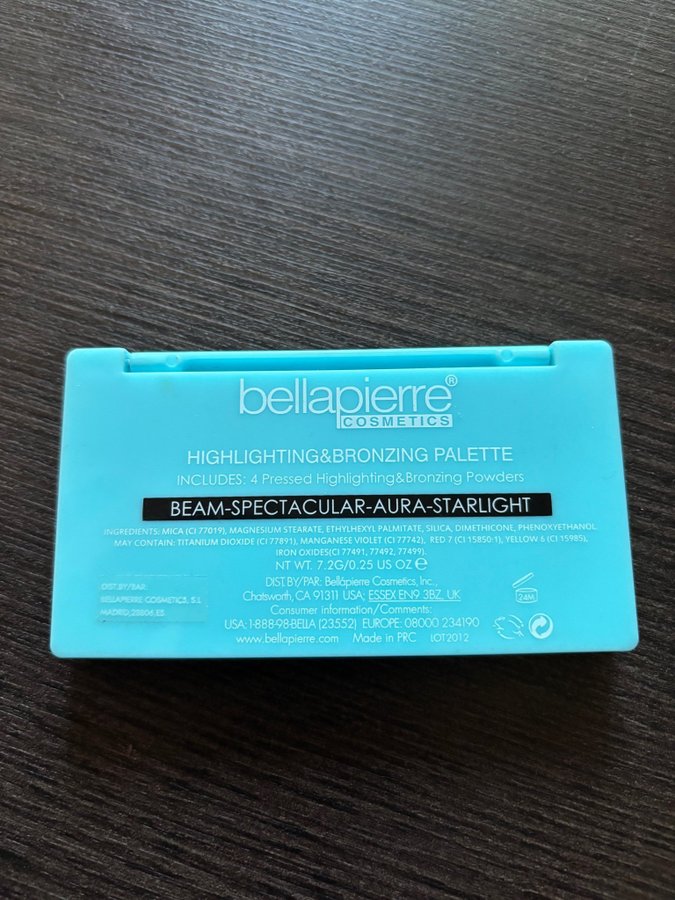 bellapierre®
COSMETICS
HIGHLIGHTING&BRONZING PALETTE
INCLUDES: 4 Pressed Highlighting&Bronzing Powders
BEAM-SPECTACULAR-AURA-STARLIGHT
INGREDIENTS: MICA (CI 77019), MAGNESIUM STEARATE, ETHYLHEXYL PALMITATE, SILICA, DIMETHICONE, PHENOXYETHANOL.
MAY CONTAIN: TITANIUM DIOXIDE (CI 77891), MANGANESE VIOLET (CI 77742), RED 7 (CI 15850:1), YELLOW 6 (CI 15985),
IRON OXIDES(CI 77491, 77492, 77499).
NT WT. 7.2G/0.25 US OZ ℮
DIST.BY/PAR: Bellápierre Cosmetics, Inc.,
Chatsworth, CA 91311 USA; ESSEX EN9 3BZ, UK
Consumer information/Comments:
USA: 1-888-98-BELLA (23552) EUROPE: 08000 234190
www.bellapierre.com Made in PRC LOT2012
DIST.BY/BAR:
BELLAPIERRE COSMETICS, S.L
MADRID,28806.ES.
24M